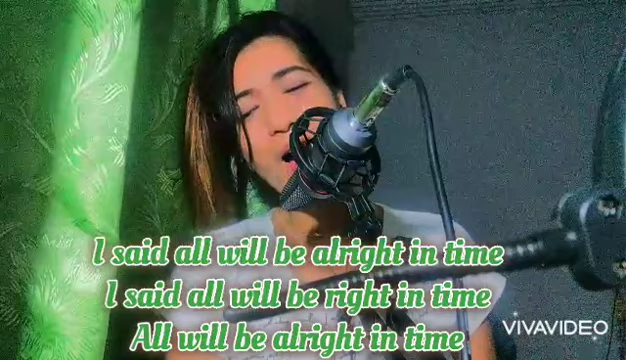 I said all will be alright in time
I said all will be right in time
All will be alright in time
VIVAVIDEO